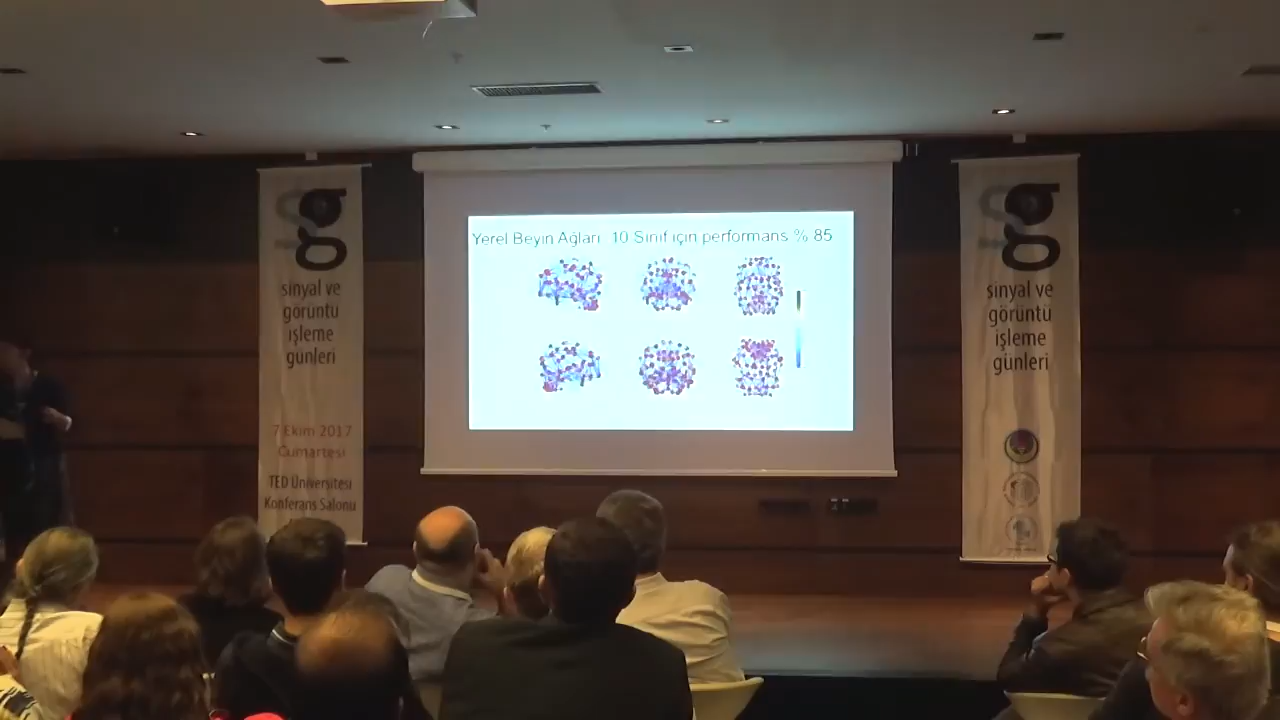 Yerel Beyin Ağları 10 Sınıf için performans % 85
sinyal ve
görüntü
işleme
günleri
7 Ekim 2017
Cumartesi
TED Üniversitesi
Konferans Salonu
sinyal ve
görüntü
işleme
günleri